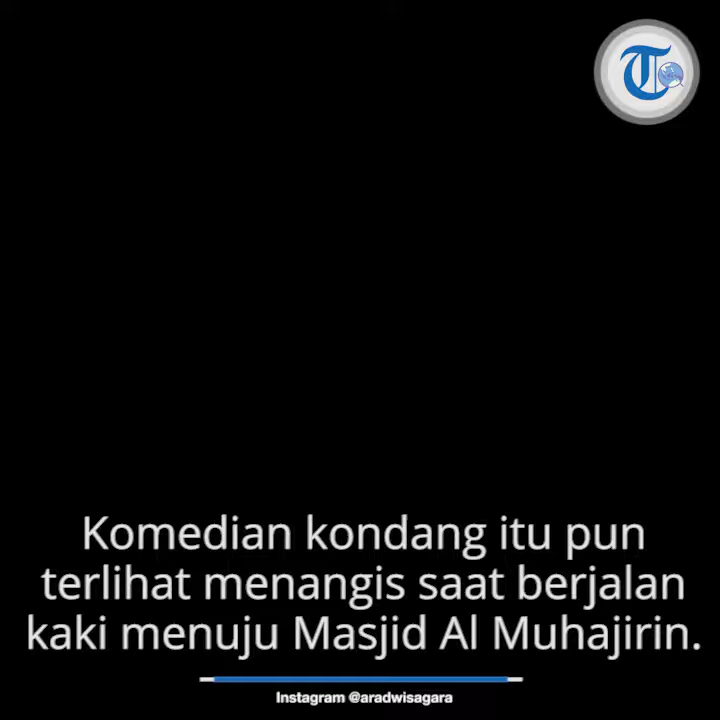 T
Komedian kondang itu pun
terlihat menangis saat berjalan
kaki menuju Masjid Al Muhajirin.
Instagram @aradwisagara